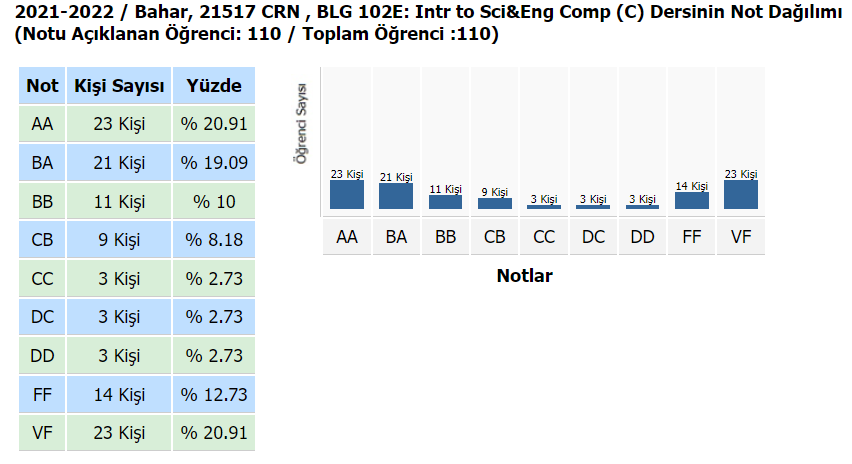 2021-2022 / Bahar, 21517 CRN , BLG 102E: Intr to Sci&Eng Comp (C) Dersinin Not Dağılımı
(Notu Açıklanan Öğrenci: 110 / Toplam Öğrenci :110)
Not Kişi Sayısı Yüzde
AA 23 Kişi % 20.91
BA 21 Kişi % 19.09
BB 11 Kişi % 10
CB 9 Kişi % 8.18
CC 3 Kişi % 2.73
DC 3 Kişi % 2.73
DD 3 Kişi % 2.73
FF 14 Kişi % 12.73
VF 23 Kişi % 20.91
Öğrenci Sayısı
23 Kişi 21 Kişi 11 Kişi 9 Kişi 3 Kişi 3 Kişi 3 Kişi 14 Kişi 23 Kişi
AA BA BB CB CC DC DD FF VF
Notlar